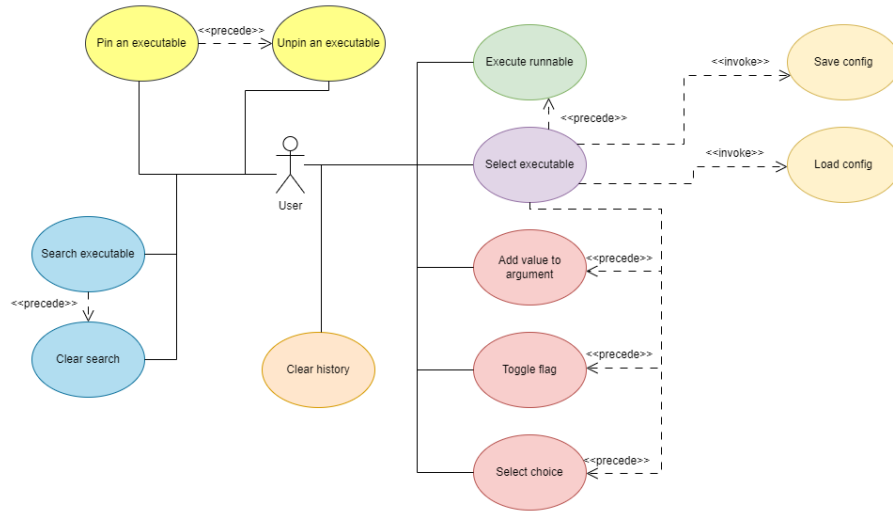 Pin an executable
<<precede>>
Unpin an executable
Execute runnable
<<invoke>>
Save config
<<precede>>
Select executable
<<invoke>>
Load config
User
Search executable
<<precede>>
Clear search
Clear history
Add value to
argument
<<precede>>
Toggle flag
<<precede>>
Select choice
<<precede>>